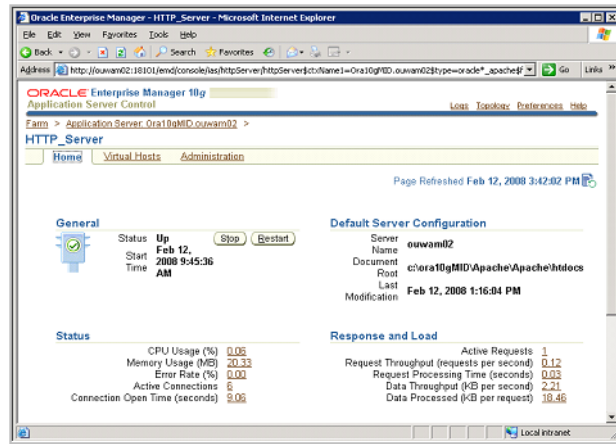 Oracle Enterprise Manager - HTTP_Server - Microsoft Internet Explorer
File Edit View Favorites Tools Help
Back Search Favorites
Address http://ouwam02:18101/emd/console/ias/httpServer/httpServer$ctxName1=Ora10gMID.ouwam02$type=oracle*_apache$ Go Links »
ORACLE Enterprise Manager 10g
Application Server Control
Logs Topology Preferences Help
Farm > Application Server: Ora10gMID.ouwam02 >
HTTP_Server
Home Virtual Hosts Administration
Page Refreshed Feb 12, 2008 3:42:02 PM
General
Status Up Stop Restart
Start Time Feb 12, 2008 9:45:36 AM
Default Server Configuration
Server Name ouwam02
Document Root c:\ora10gMID\Apache\Apache\htdocs
Last Modification Feb 12, 2008 1:16:04 PM
Status
CPU Usage (%) 0.06
Memory Usage (MB) 20.33
Error Rate (%) 0.00
Active Connections 6
Connection Open Time (seconds) 9.06
Response and Load
Active Requests 1
Request Throughput (requests per second) 0.12
Request Processing Time (seconds) 0.03
Data Throughput (KB per second) 2.21
Data Processed (KB per request) 18.46
Local intranet